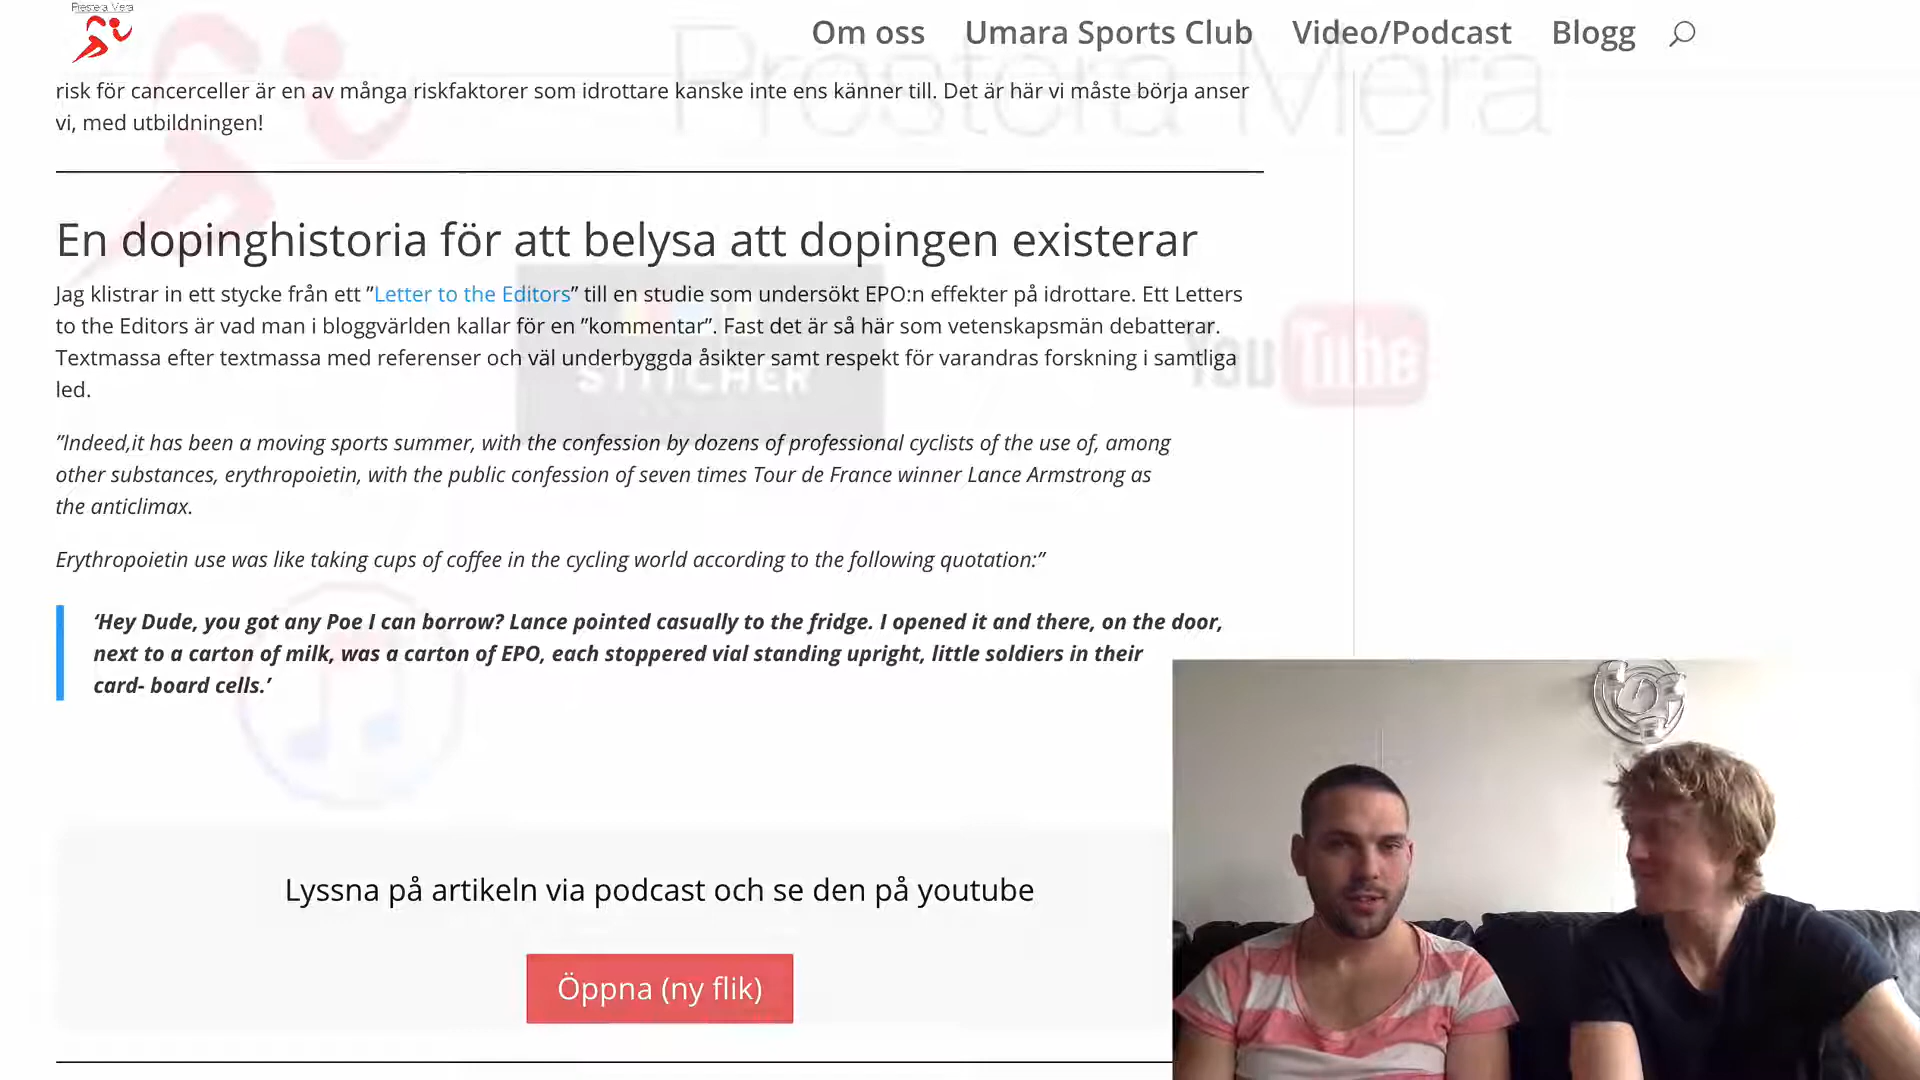 Prestera Mera
Om oss
Umara Sports Club
Video/Podcast
Blogg
Prestera Mera
risk för cancerceller är en av många riskfaktorer som idrottare kanske inte ens känner till. Det är här vi måste börja anser
vi, med utbildningen!
En dopinghistoria för att belysa att dopingen existerar
Jag klistrar in ett stycke från ett ”Letter to the Editors” till en studie som undersökt EPO:n effekter på idrottare. Ett Letters
to the Editors är vad man i bloggvärlden kallar för en ”kommentar”. Fast det är så här som vetenskapsmän debatterar.
Textmassa efter textmassa med referenser och väl underbyggda åsikter samt respekt för varandras forskning i samtliga
led.
STITCHER
YouTube
”Indeed,it has been a moving sports summer, with the confession by dozens of professional cyclists of the use of, among
other substances, erythropoietin, with the public confession of seven times Tour de France winner Lance Armstrong as
the anticlimax.
Erythropoietin use was like taking cups of coffee in the cycling world according to the following quotation:”
‘Hey Dude, you got any Poe I can borrow? Lance pointed casually to the fridge. I opened it and there, on the door,
next to a carton of milk, was a carton of EPO, each stoppered vial standing upright, little soldiers in their
card- board cells.’
Lyssna på artikeln via podcast och se den på youtube
Öppna (ny flik)